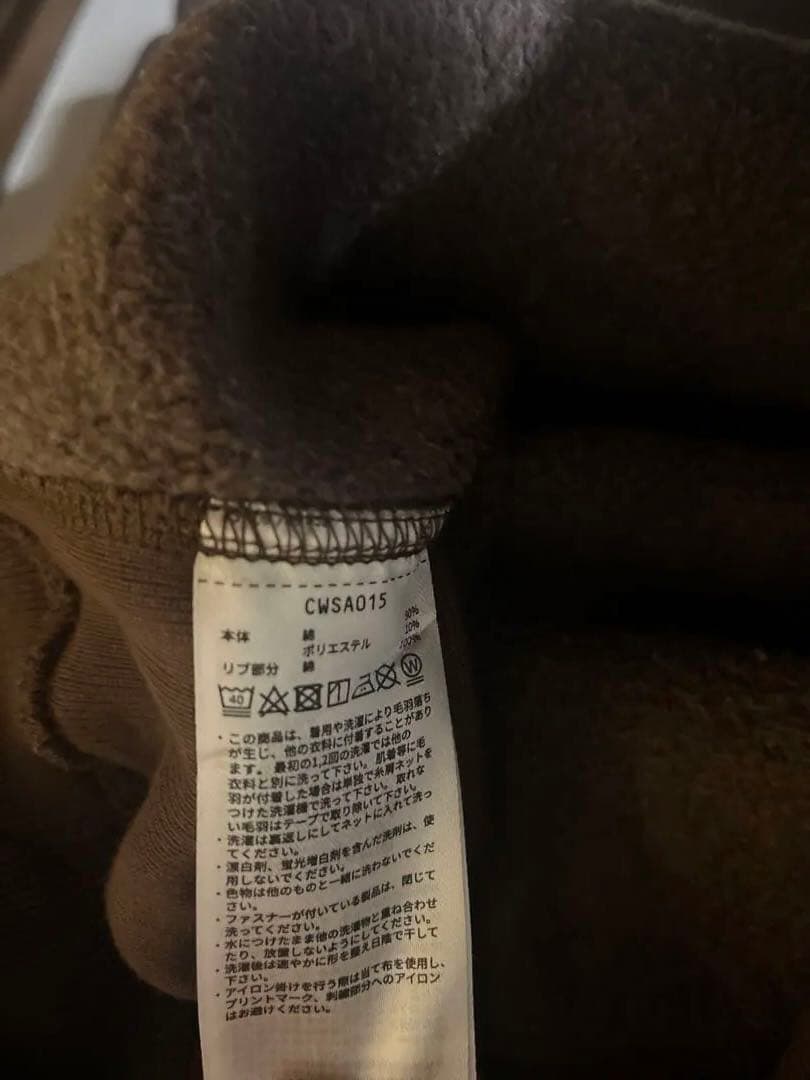 CWSA015
本体 綿 90%
ポリエステル 10%
リブ部分 綿 100%
40 W
・この商品は、着用や洗濯により毛羽落ち
が生じ、他の衣料に付着することがあり
ます。最初の1,2回の洗濯では他の
衣料と別に洗って下さい。肌着等に毛
羽が付着した場合は単独で糸屑ネットを
つけた洗濯機で洗って下さい。取れな
い毛羽はテープで取り除いて下さい。
・洗濯は裏返しにしてネットに入れて洗っ
てください。
・漂白剤、蛍光増白剤を含んだ洗剤は、使
用しないでください。
・色物は他のものと一緒に洗わないでくだ
さい。
・ファスナーが付いている製品は、閉じて
洗ってください。
・水につけたまま他の洗濯物と重ね合わせ
たり、放置しないようにしてください。
・洗濯後は速やかに形を整え日陰で干して
下さい。
・アイロン掛けを行う際は当て布を使用し、
プリントマーク、刺繍部分へのアイロン
はお避けください。